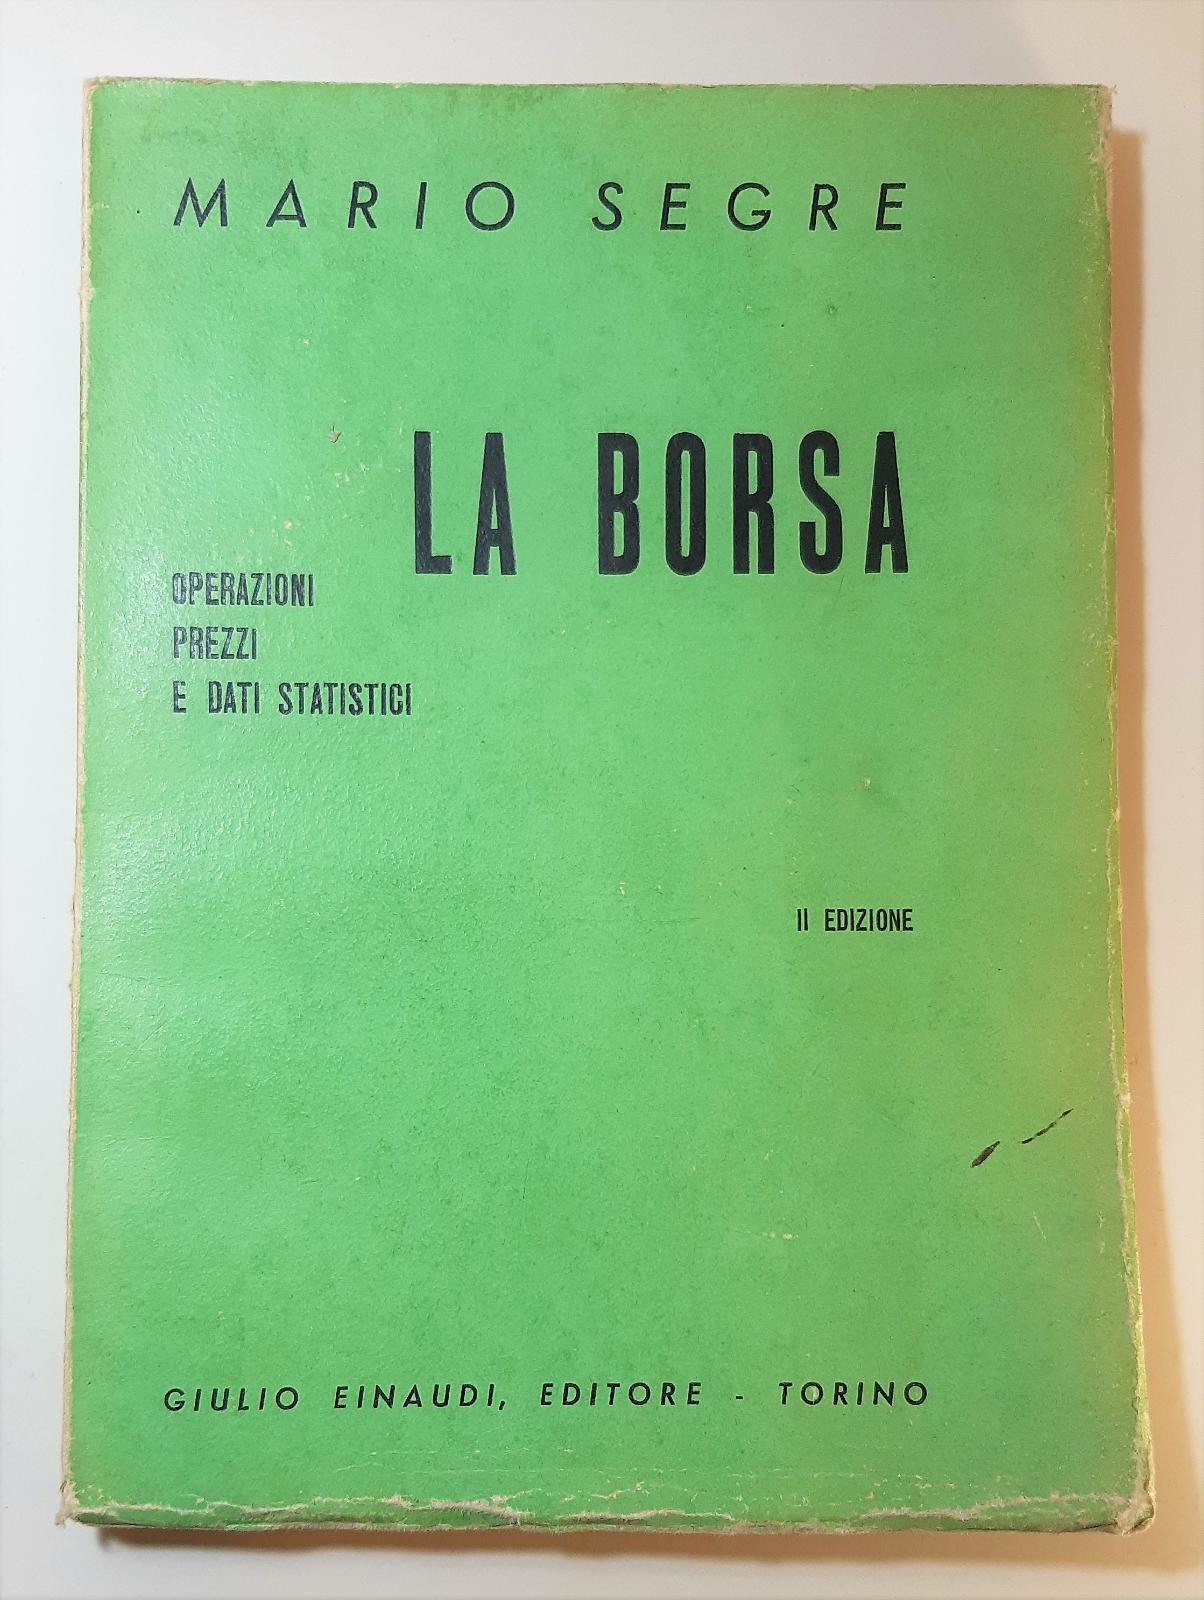 MARIO SEGRE
LA BORSA
OPERAZIONI
PREZZI
E DATI STATISTICI
II EDIZIONE
GIULIO EINAUDI, EDITORE - TORINO